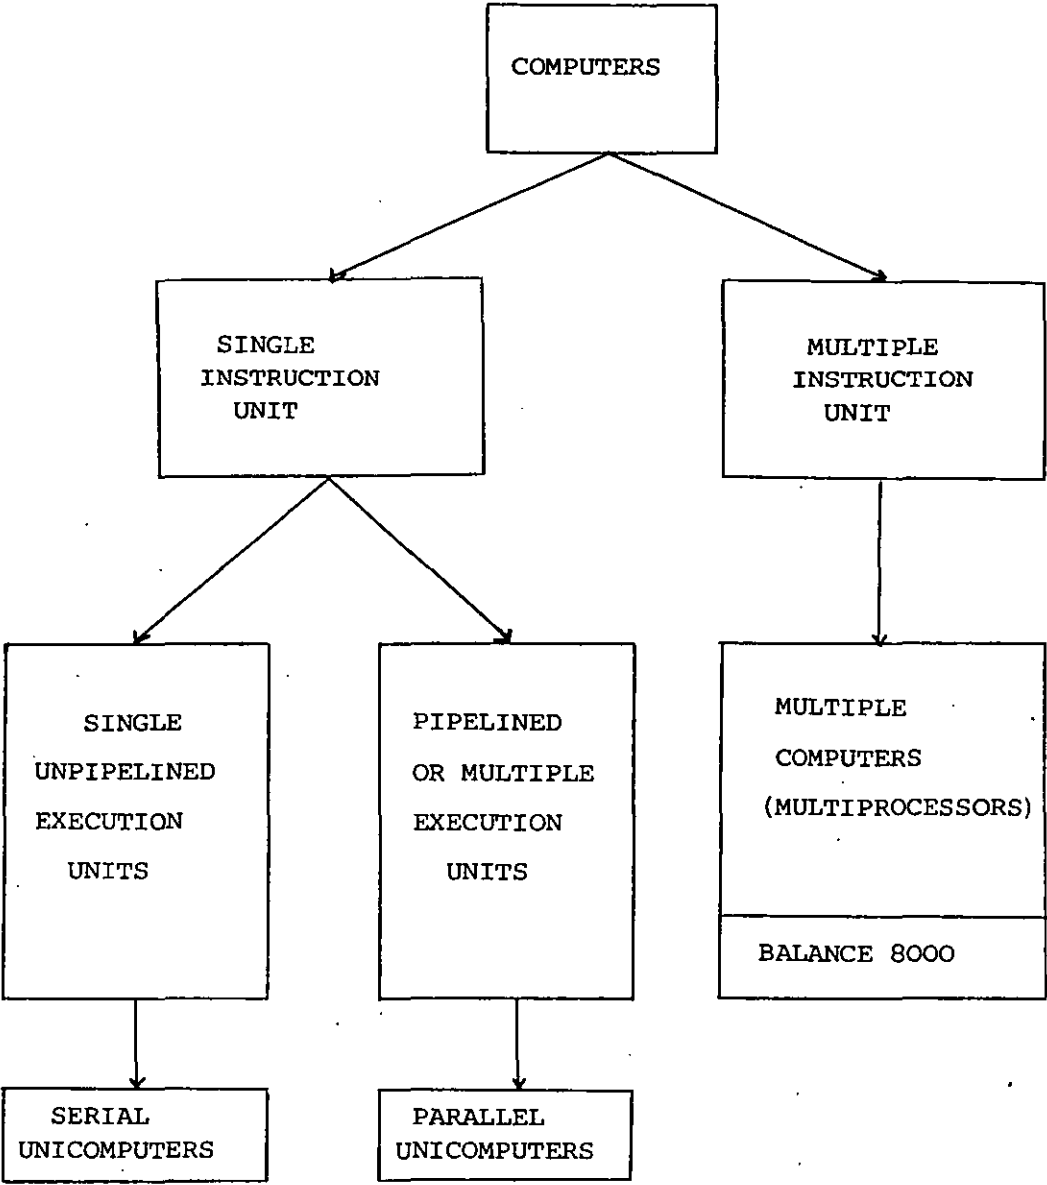 COMPUTERS
SINGLE
INSTRUCTION
UNIT
MULTIPLE
INSTRUCTION
UNIT
SINGLE
UNPIPELINED
EXECUTION
UNITS
PIPELINED
OR MULTIPLE
EXECUTION
UNITS
MULTIPLE
COMPUTERS
(MULTIPROCESSORS)
BALANCE 8000
SERIAL
UNICOMPUTERS
PARALLEL
UNICOMPUTERS